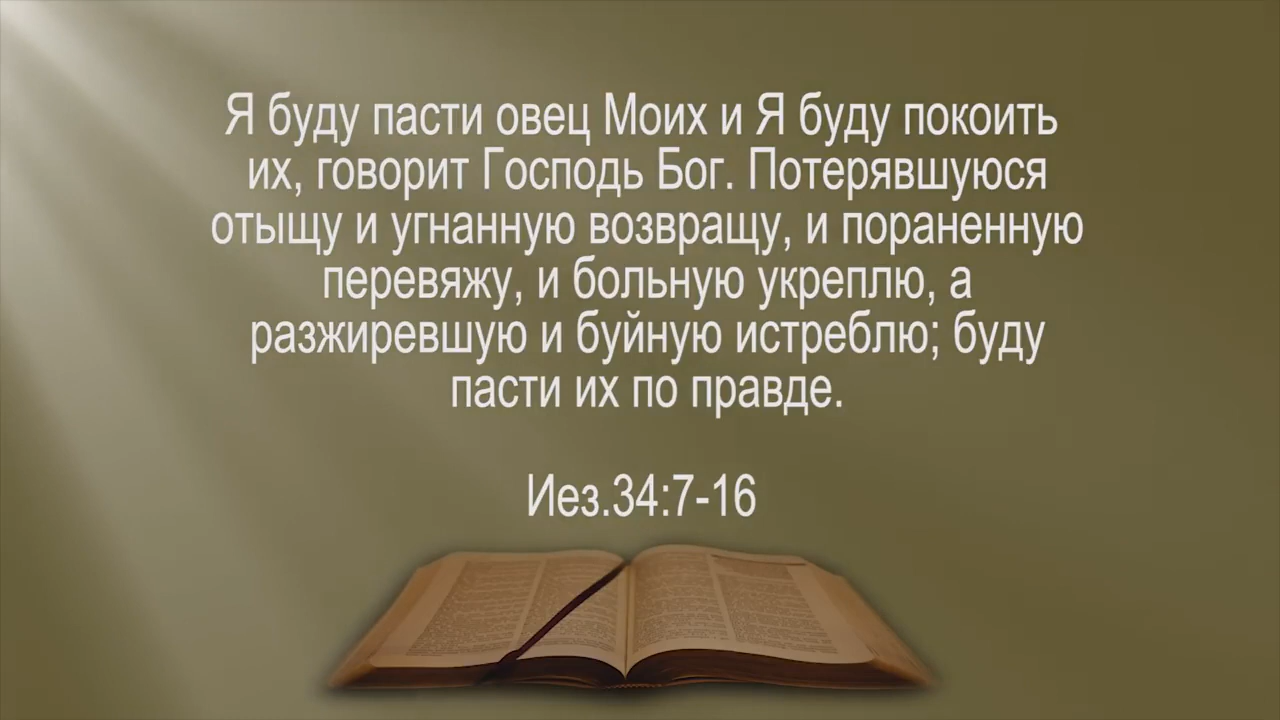 Я буду пасти овец Моих и Я буду покоить
их, говорит Господь Бог. Потерявшуюся
отыщу и угнанную возвращу, и пораненную
перевяжу, и больную укреплю, а
разжиревшую и буйную истреблю; буду
пасти их по правде.
Иез.34:7-16